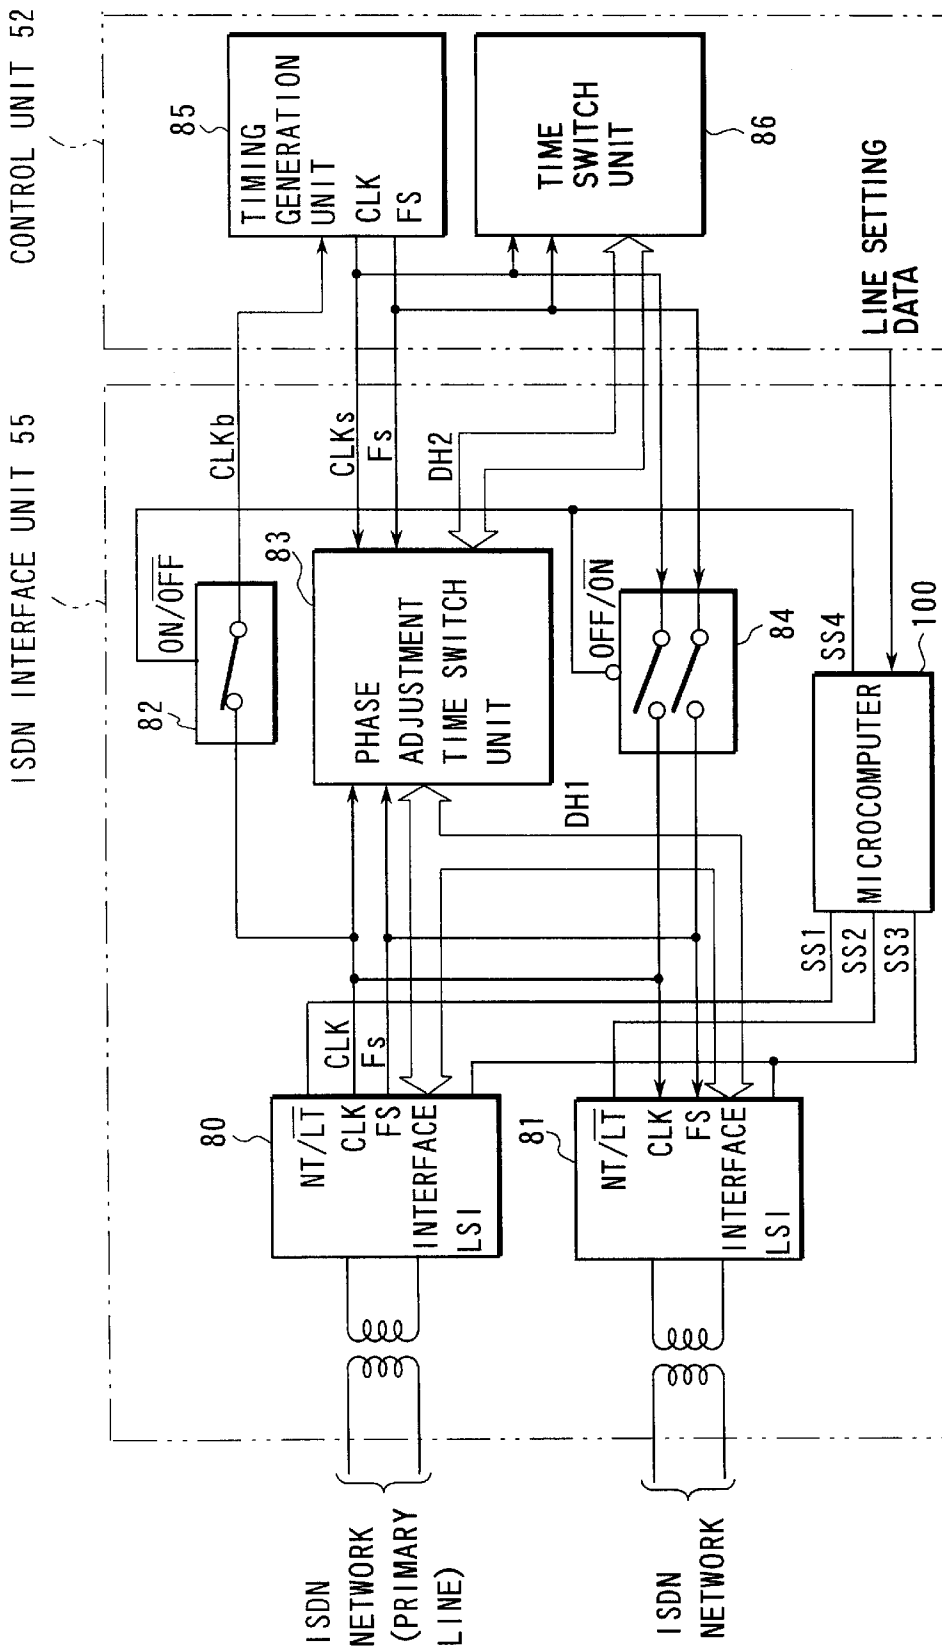 ISDN INTERFACE UNIT 55
CONTROL UNIT 52
82
ON/OFF
CLKb
85
TIMING
GENERATION
UNIT
CLK
FS
83
PHASE
ADJUSTMENT
TIME SWITCH
UNIT
CLKs
Fs
DH2
TIME
SWITCH
UNIT
86
ISDN
NETWORK
(PRIMARY
LINE)
80
NT/LT
CLK
FS
INTERFACE
LSI
CLK
Fs
DH1
OFF/ON
84
ISDN
NETWORK
81
NT/LT
CLK
FS
INTERFACE
LSI
SS1
SS2
SS3
MICROCOMPUTER
SS4
100
LINE SETTING
DATA